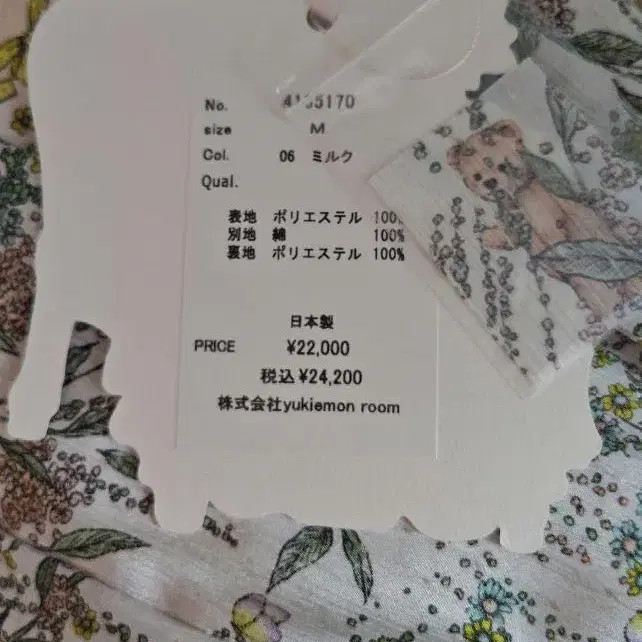 No. 4135170
size M
Col. 06 ミルク
Qual.
表地 ポリエステル 100%
別地 綿 100%
裏地 ポリエステル 100%
日本製
PRICE ¥22,000
税込 ¥24,200
株式会社yukiemon room